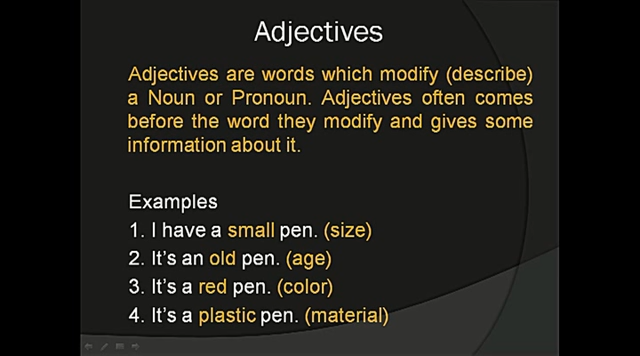 Adjectives
Adjectives are words which modify (describe)
a Noun or Pronoun. Adjectives often comes
before the word they modify and gives some
information about it.
Examples
1. I have a small pen. (size)
2. It's an old pen. (age)
3. It's a red pen. (color)
4. It's a plastic pen. (material)